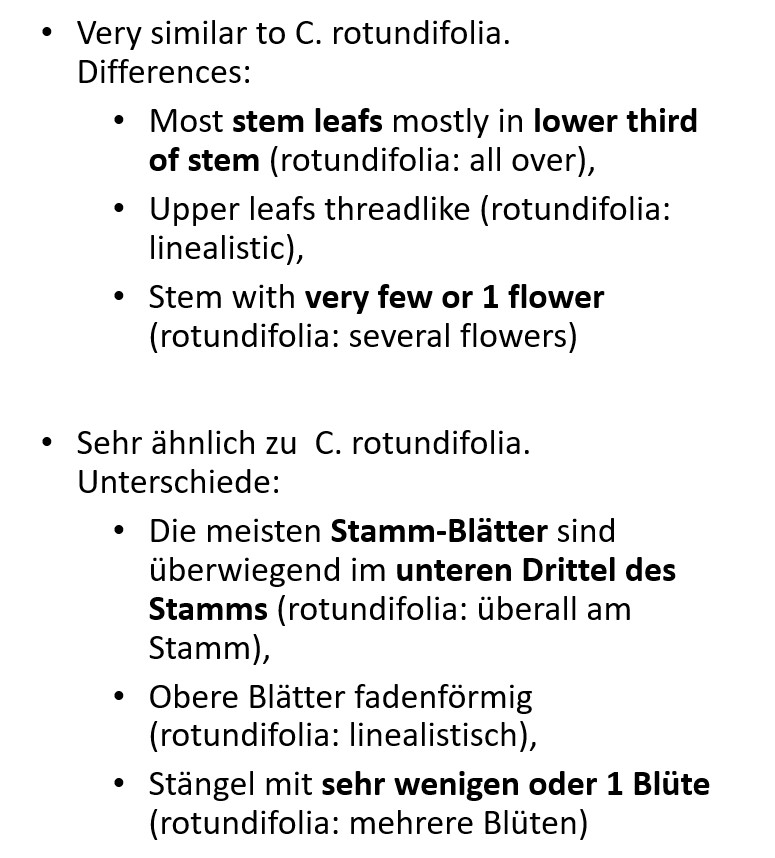 • Very similar to C. rotundifolia.
Differences:
• Most stem leafs mostly in lower third
of stem (rotundifolia: all over),
• Upper leafs threadlike (rotundifolia:
linealistic),
• Stem with very few or 1 flower
(rotundifolia: several flowers)
• Sehr ähnlich zu  C. rotundifolia.
Unterschiede:
• Die meisten Stamm-Blätter sind
überwiegend im unteren Drittel des
Stamms (rotundifolia: überall am
Stamm),
• Obere Blätter fadenförmig
(rotundifolia: linealistisch),
• Stängel mit sehr wenigen oder 1 Blüte
(rotundifolia: mehrere Blüten)